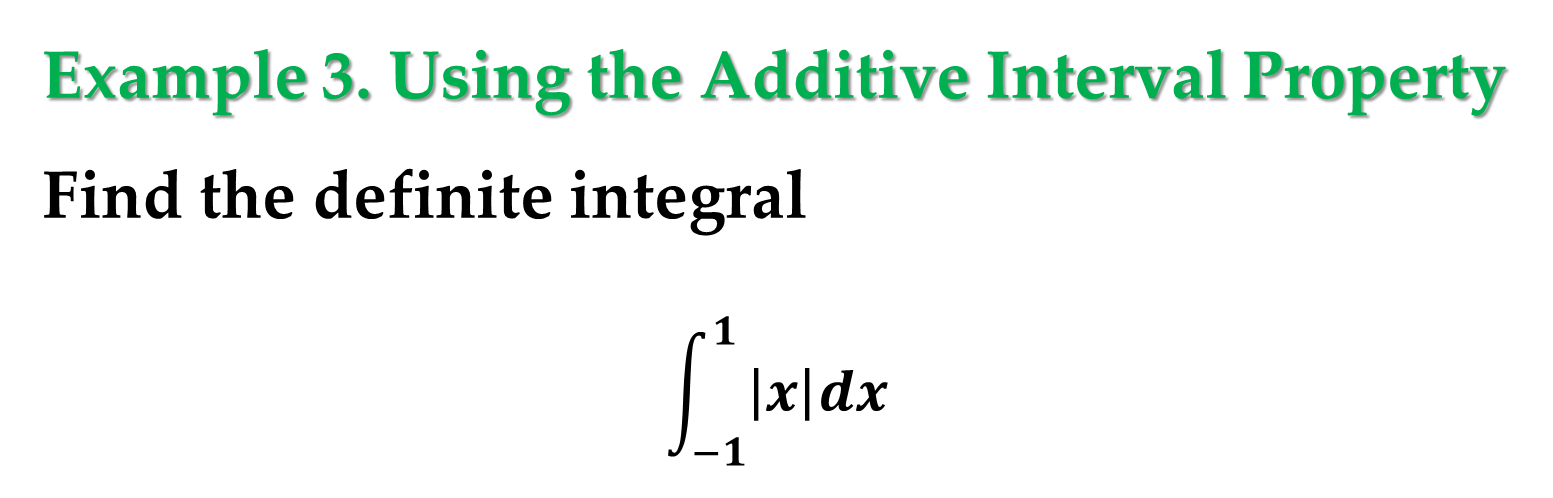 Example 3. Using the Additive Interval Property
Find the definite integral
∫_{-1}^{1} |x| dx